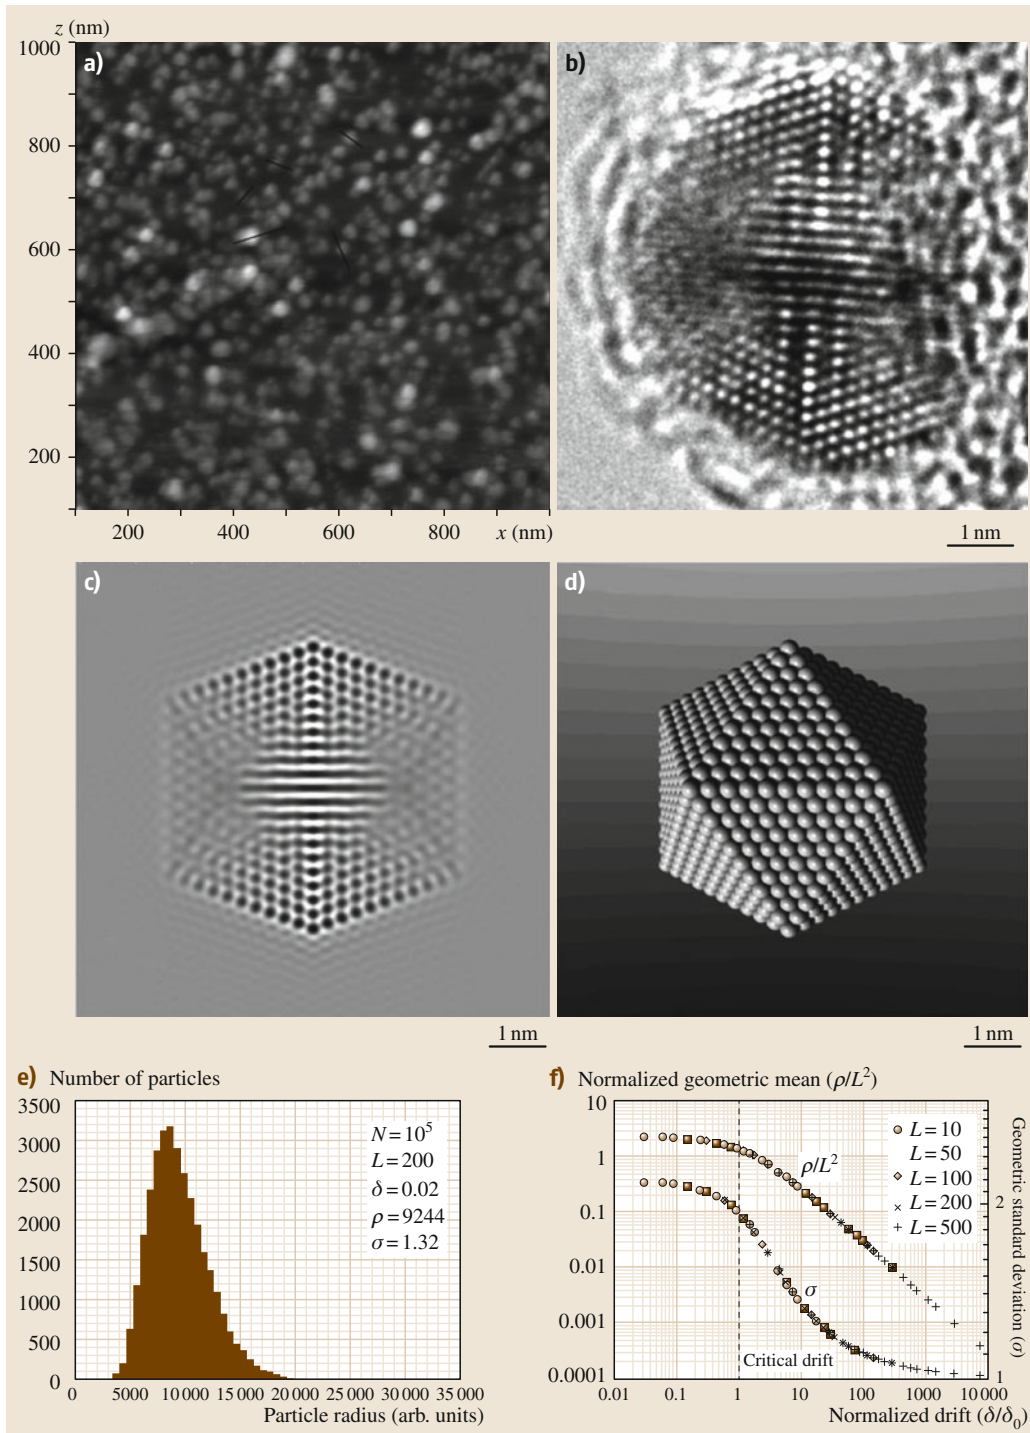 z (nm)
1000
800
600
400
200
a)
200
400
600
800
x (nm)
b)
1 nm
c)
1 nm
d)
1 nm
e) Number of particles
3500
3000
2500
2000
1500
1000
500
0
N = 10⁵
L = 200
δ = 0.02
ρ = 9244
σ = 1.32
0
5000
10 000
15 000
20 000
25 000
30 000
35 000
Particle radius (arb. units)
f) Normalized geometric mean (ρ/L²)
10
1
0.1
0.01
0.001
0.0001
ρ/L²
σ
Critical drift
L = 10
L = 50
L = 100
L = 200
L = 500
2
1
Geometric standard deviation (σ)
0.01
0.1
1
10
100
1000
10 000
Normalized drift (δ/δ₀)